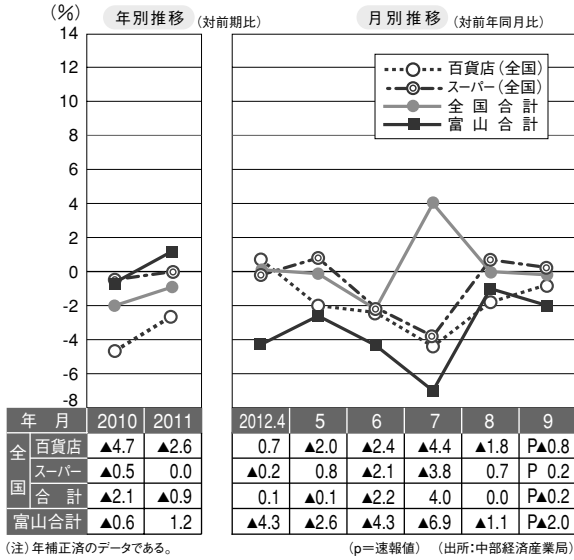 (%)
年別推移 (対前期比)
月別推移 (対前年同月比)
14
12
10
8
6
4
2
0
-2
-4
-6
-8
百貨店(全国)
スーパー(全国)
全国合計
富山合計
年 月 2010 2011 2012.4 5 6 7 8 9
全国 百貨店 ▲4.7 ▲2.6 0.7 ▲2.0 ▲2.4 ▲4.4 ▲1.8 P▲0.8
スーパー ▲0.5 0.0 ▲0.2 0.8 ▲2.1 ▲3.8 0.7 P 0.2
合計 ▲2.1 ▲0.9 0.1 ▲0.1 ▲2.2 4.0 0.0 P▲0.2
富山合計 ▲0.6 1.2 ▲4.3 ▲2.6 ▲4.3 ▲6.9 ▲1.1 P▲2.0
(注) 年補正済のデータである。 (p=速報値) (出所:中部経済産業局)